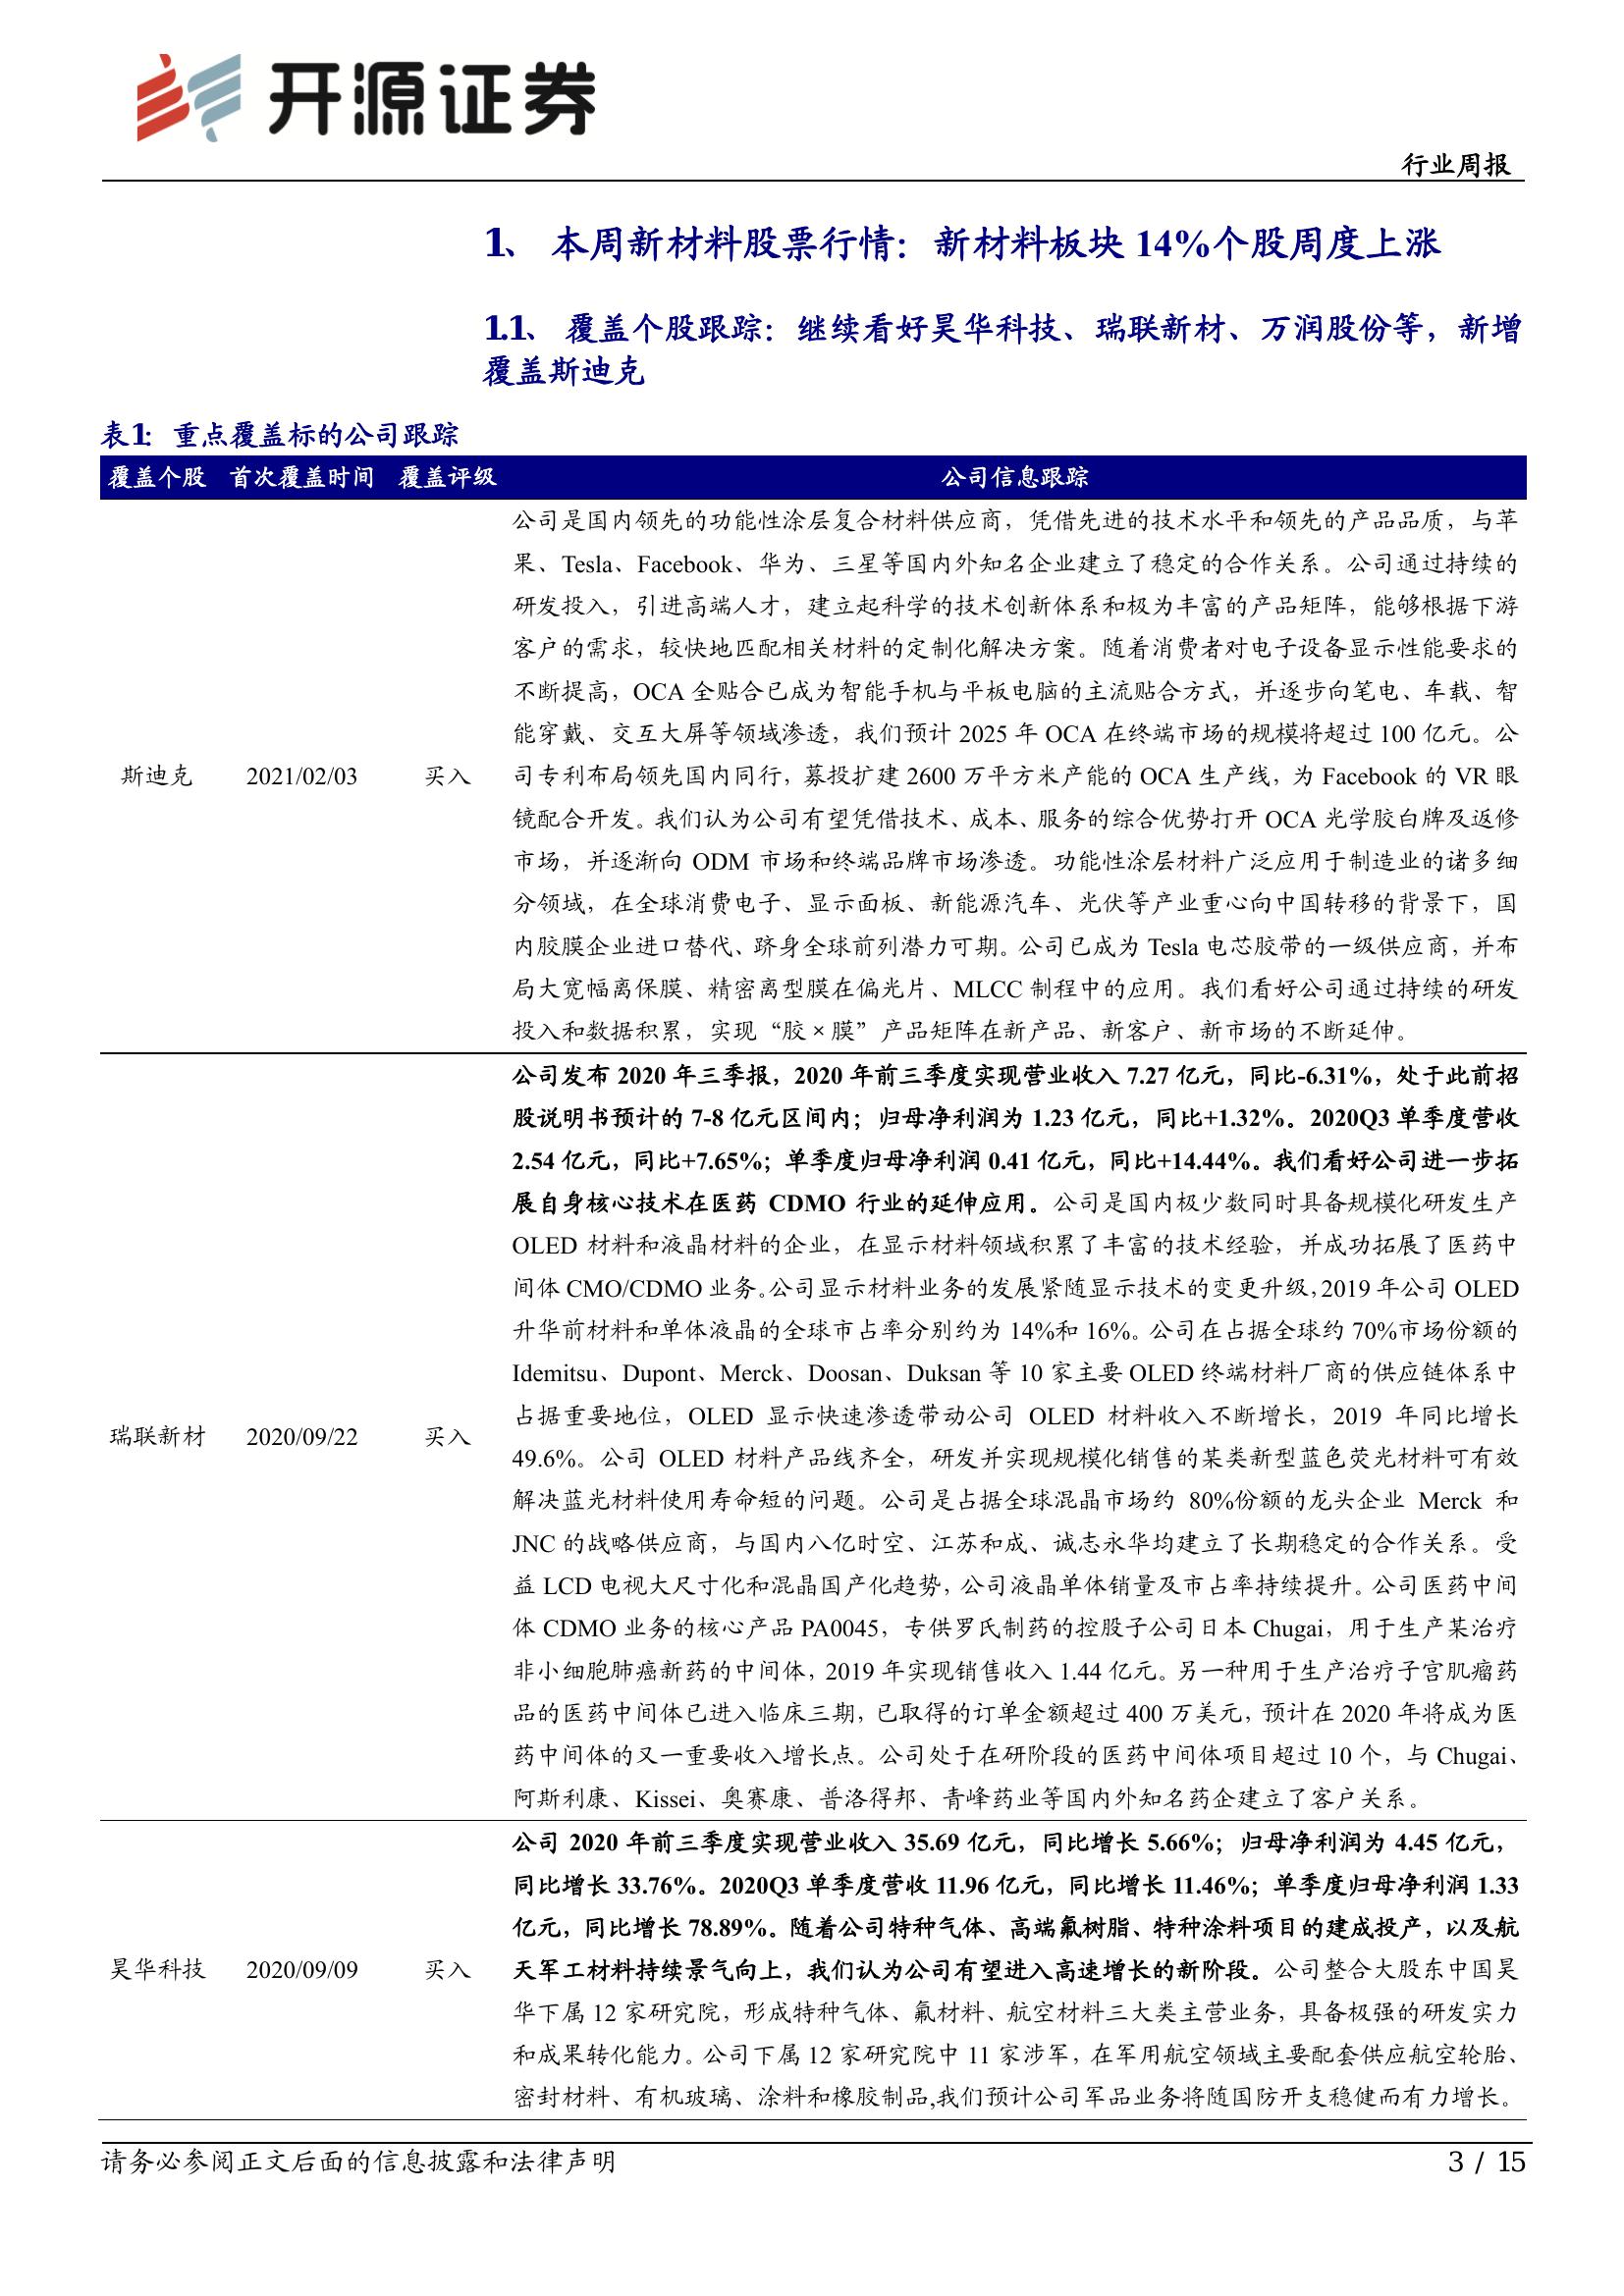 开源证券
行业周报
1、 本周新材料股票行情：新材料板块 14%个股周度上涨
1.1、 覆盖个股跟踪：继续看好昊华科技、瑞联新材、万润股份等，新增
覆盖斯迪克
表1： 重点覆盖标的公司跟踪
覆盖个股 首次覆盖时间 覆盖评级 公司信息跟踪
公司是国内领先的功能性涂层复合材料供应商，凭借先进的技术水平和领先的产品品质，与苹
果、Tesla、Facebook、华为、三星等国内外知名企业建立了稳定的合作关系。公司通过持续的
研发投入，引进高端人才，建立起科学的技术创新体系和极为丰富的产品矩阵，能够根据下游
客户的需求，较快地匹配相关材料的定制化解决方案。随着消费者对电子设备显示性能要求的
不断提高，OCA 全贴合已成为智能手机与平板电脑的主流贴合方式，并逐步向笔电、车载、智
能穿戴、交互大屏等领域渗透，我们预计 2025 年 OCA 在终端市场的规模将超过 100 亿元。公
斯迪克 2021/02/03 买入 司专利布局领先国内同行，募投扩建 2600 万平方米产能的 OCA 生产线，为 Facebook 的 VR 眼
镜配合开发。我们认为公司有望凭借技术、成本、服务的综合优势打开 OCA 光学胶白牌及返修
市场，并逐渐向 ODM 市场和终端品牌市场渗透。功能性涂层材料广泛应用于制造业的诸多细
分领域，在全球消费电子、显示面板、新能源汽车、光伏等产业重心向中国转移的背景下，国
内胶膜企业进口替代、跻身全球前列潜力可期。公司已成为 Tesla 电芯胶带的一级供应商，并布
局大宽幅离保膜、精密离型膜在偏光片、MLCC 制程中的应用。我们看好公司通过持续的研发
投入和数据积累，实现“胶×膜”产品矩阵在新产品、新客户、新市场的不断延伸。
公司发布 2020 年三季报，2020 年前三季度实现营业收入 7.27 亿元，同比-6.31%，处于此前招
股说明书预计的 7-8 亿元区间内；归母净利润为 1.23 亿元，同比+1.32%。2020Q3 单季度营收
2.54 亿元，同比+7.65%；单季度归母净利润 0.41 亿元，同比+14.44%。我们看好公司进一步拓
展自身核心技术在医药 CDMO 行业的延伸应用。公司是国内极少数同时具备规模化研发生产
OLED 材料和液晶材料的企业，在显示材料领域积累了丰富的技术经验，并成功拓展了医药中
间体 CMO/CDMO 业务。公司显示材料业务的发展紧随显示技术的变更升级，2019 年公司 OLED
升华前材料和单体液晶的全球市占率分别约为 14%和 16%。公司在占据全球约 70%市场份额的
Idemitsu、Dupont、Merck、Doosan、Duksan 等 10 家主要 OLED 终端材料厂商的供应链体系中
占据重要地位，OLED 显示快速渗透带动公司 OLED 材料收入不断增长，2019 年同比增长
瑞联新材 2020/09/22 买入 49.6%。公司 OLED 材料产品线齐全，研发并实现规模化销售的某类新型蓝色荧光材料可有效
解决蓝光材料使用寿命短的问题。公司是占据全球混晶市场约 80%份额的龙头企业 Merck 和
JNC 的战略供应商，与国内八亿时空、江苏和成、诚志永华均建立了长期稳定的合作关系。受
益 LCD 电视大尺寸化和混晶国产化趋势，公司液晶单体销量及市占率持续提升。公司医药中间
体 CDMO 业务的核心产品 PA0045，专供罗氏制药的控股子公司日本 Chugai，用于生产某治疗
非小细胞肺癌新药的中间体，2019 年实现销售收入 1.44 亿元。另一种用于生产治疗子宫肌瘤药
品的医药中间体已进入临床三期，已取得的订单金额超过 400 万美元，预计在 2020 年将成为医
药中间体的又一重要收入增长点。公司处于在研阶段的医药中间体项目超过 10 个，与 Chugai、
阿斯利康、Kissei、奥赛康、普洛得邦、青峰药业等国内外知名药企建立了客户关系。
公司 2020 年前三季度实现营业收入 35.69 亿元，同比增长 5.66%；归母净利润为 4.45 亿元，
同比增长 33.76%。2020Q3 单季度营收 11.96 亿元，同比增长 11.46%；单季度归母净利润 1.33
亿元，同比增长 78.89%。随着公司特种气体、高端氟树脂、特种涂料项目的建成投产，以及航
昊华科技 2020/09/09 买入 天军工材料持续景气向上，我们认为公司有望进入高速增长的新阶段。公司整合大股东中国昊
华下属 12 家研究院，形成特种气体、氟材料、航空材料三大类主营业务，具备极强的研发实力
和成果转化能力。公司下属 12 家研究院中 11 家涉军，在军用航空领域主要配套供应航空轮胎、
密封材料、有机玻璃、涂料和橡胶制品,我们预计公司军品业务将随国防开支稳健而有力增长。
请务必参阅正文后面的信息披露和法律声明 3 / 15